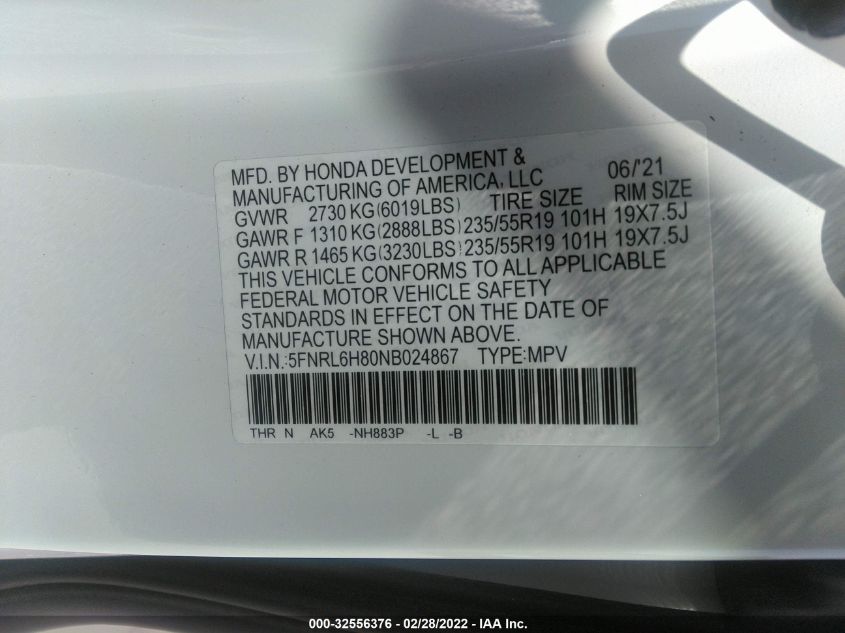 MFD. BY HONDA DEVELOPMENT &
MANUFACTURING OF AMERICA, LLC 06/'21
GVWR 2730 KG(6019LBS) TIRE SIZE RIM SIZE
GAWR F 1310 KG(2888LBS) 235/55R19 101H 19X7.5J
GAWR R 1465 KG(3230LBS) 235/55R19 101H 19X7.5J
THIS VEHICLE CONFORMS TO ALL APPLICABLE
FEDERAL MOTOR VEHICLE SAFETY
STANDARDS IN EFFECT ON THE DATE OF
MANUFACTURE SHOWN ABOVE.
V.I.N.:5FNRL6H80NB024867 TYPE:MPV
THR N AK5 -NH883P -L -B
000-32556376 - 02/28/2022 - IAA Inc.